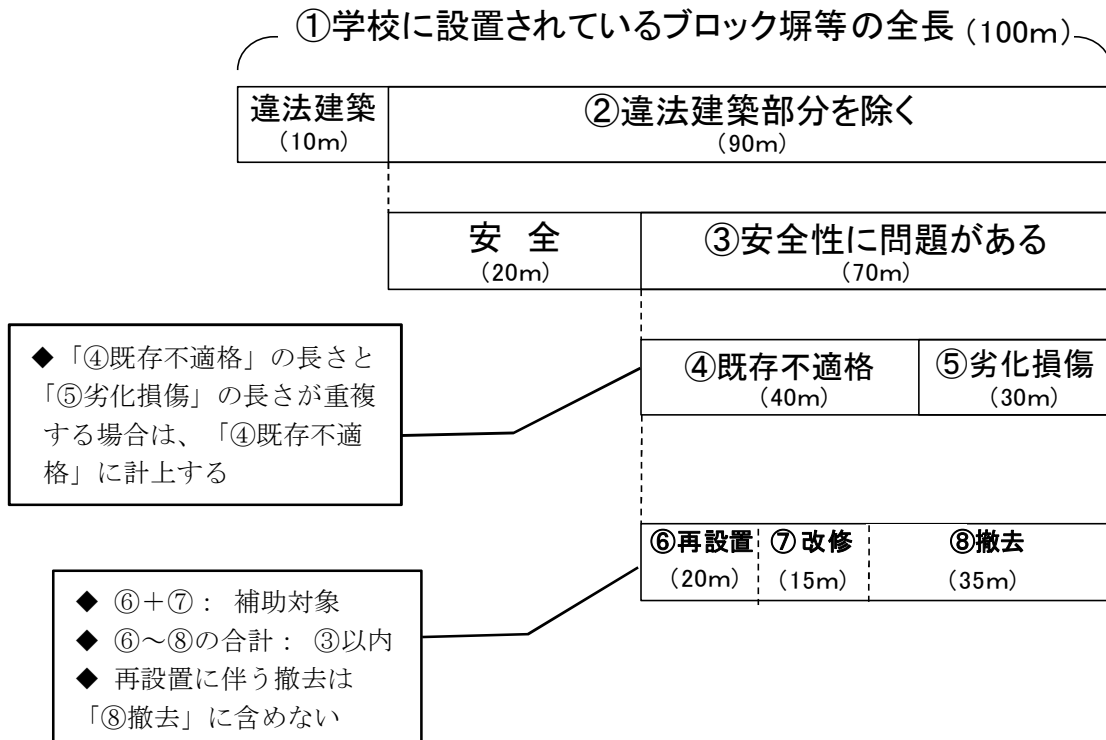 ①学校に設置されているブロック塀等の全長（100m）
違法建築
（10m）
②違法建築部分を除く
（90m）
安　全
（20m）
③安全性に問題がある
（70m）
◆「④既存不適格」の長さと
「⑤劣化損傷」の長さが重複
する場合は、「④既存不適
格」に計上する
④既存不適格
（40m）
⑤劣化損傷
（30m）
⑥再設置
（20m）
⑦改修
（15m）
⑧撤去
（35m）
◆ ⑥＋⑦： 補助対象
◆ ⑥～⑧の合計： ③以内
◆ 再設置に伴う撤去は
「⑧撤去」に含めない